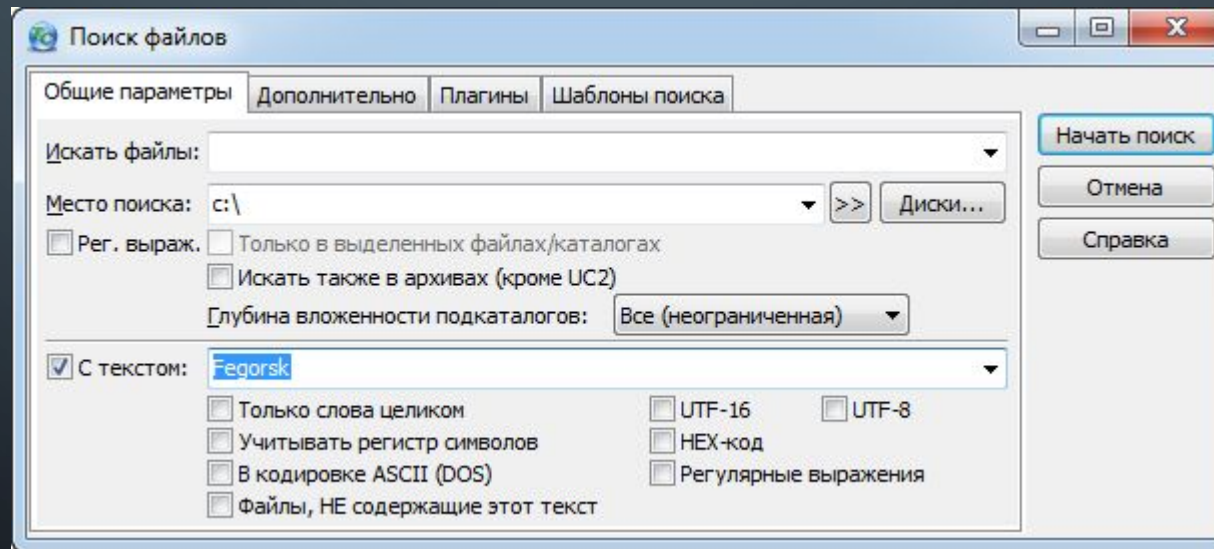 Поиск файлов
Общие параметры Дополнительно Плагины Шаблоны поиска
Искать файлы:
Начать поиск
Место поиска: c:\ >> Диски...
Отмена
Рег. выраж. Только в выделенных файлах/каталогах
Справка
Искать также в архивах (кроме UC2)
Глубина вложенности подкаталогов: Все (неограниченная)
С текстом: Fegorsk
Только слова целиком UTF-16 UTF-8
Учитывать регистр символов HEX-код
В кодировке ASCII (DOS) Регулярные выражения
Файлы, НЕ содержащие этот текст